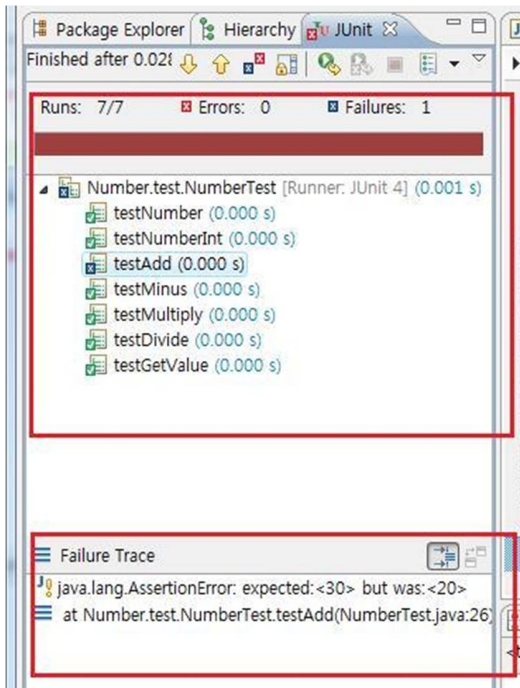 Package Explorer Hierarchy JUnit
Finished after 0.028
Runs: 7/7 Errors: 0 Failures: 1
Number.test.NumberTest [Runner: JUnit 4] (0.001 s)
testNumber (0.000 s)
testNumberInt (0.000 s)
testAdd (0.000 s)
testMinus (0.000 s)
testMultiply (0.000 s)
testDivide (0.000 s)
testGetValue (0.000 s)
Failure Trace
java.lang.AssertionError: expected:<30> but was:<20>
at Number.test.NumberTest.testAdd(NumberTest.java:26)